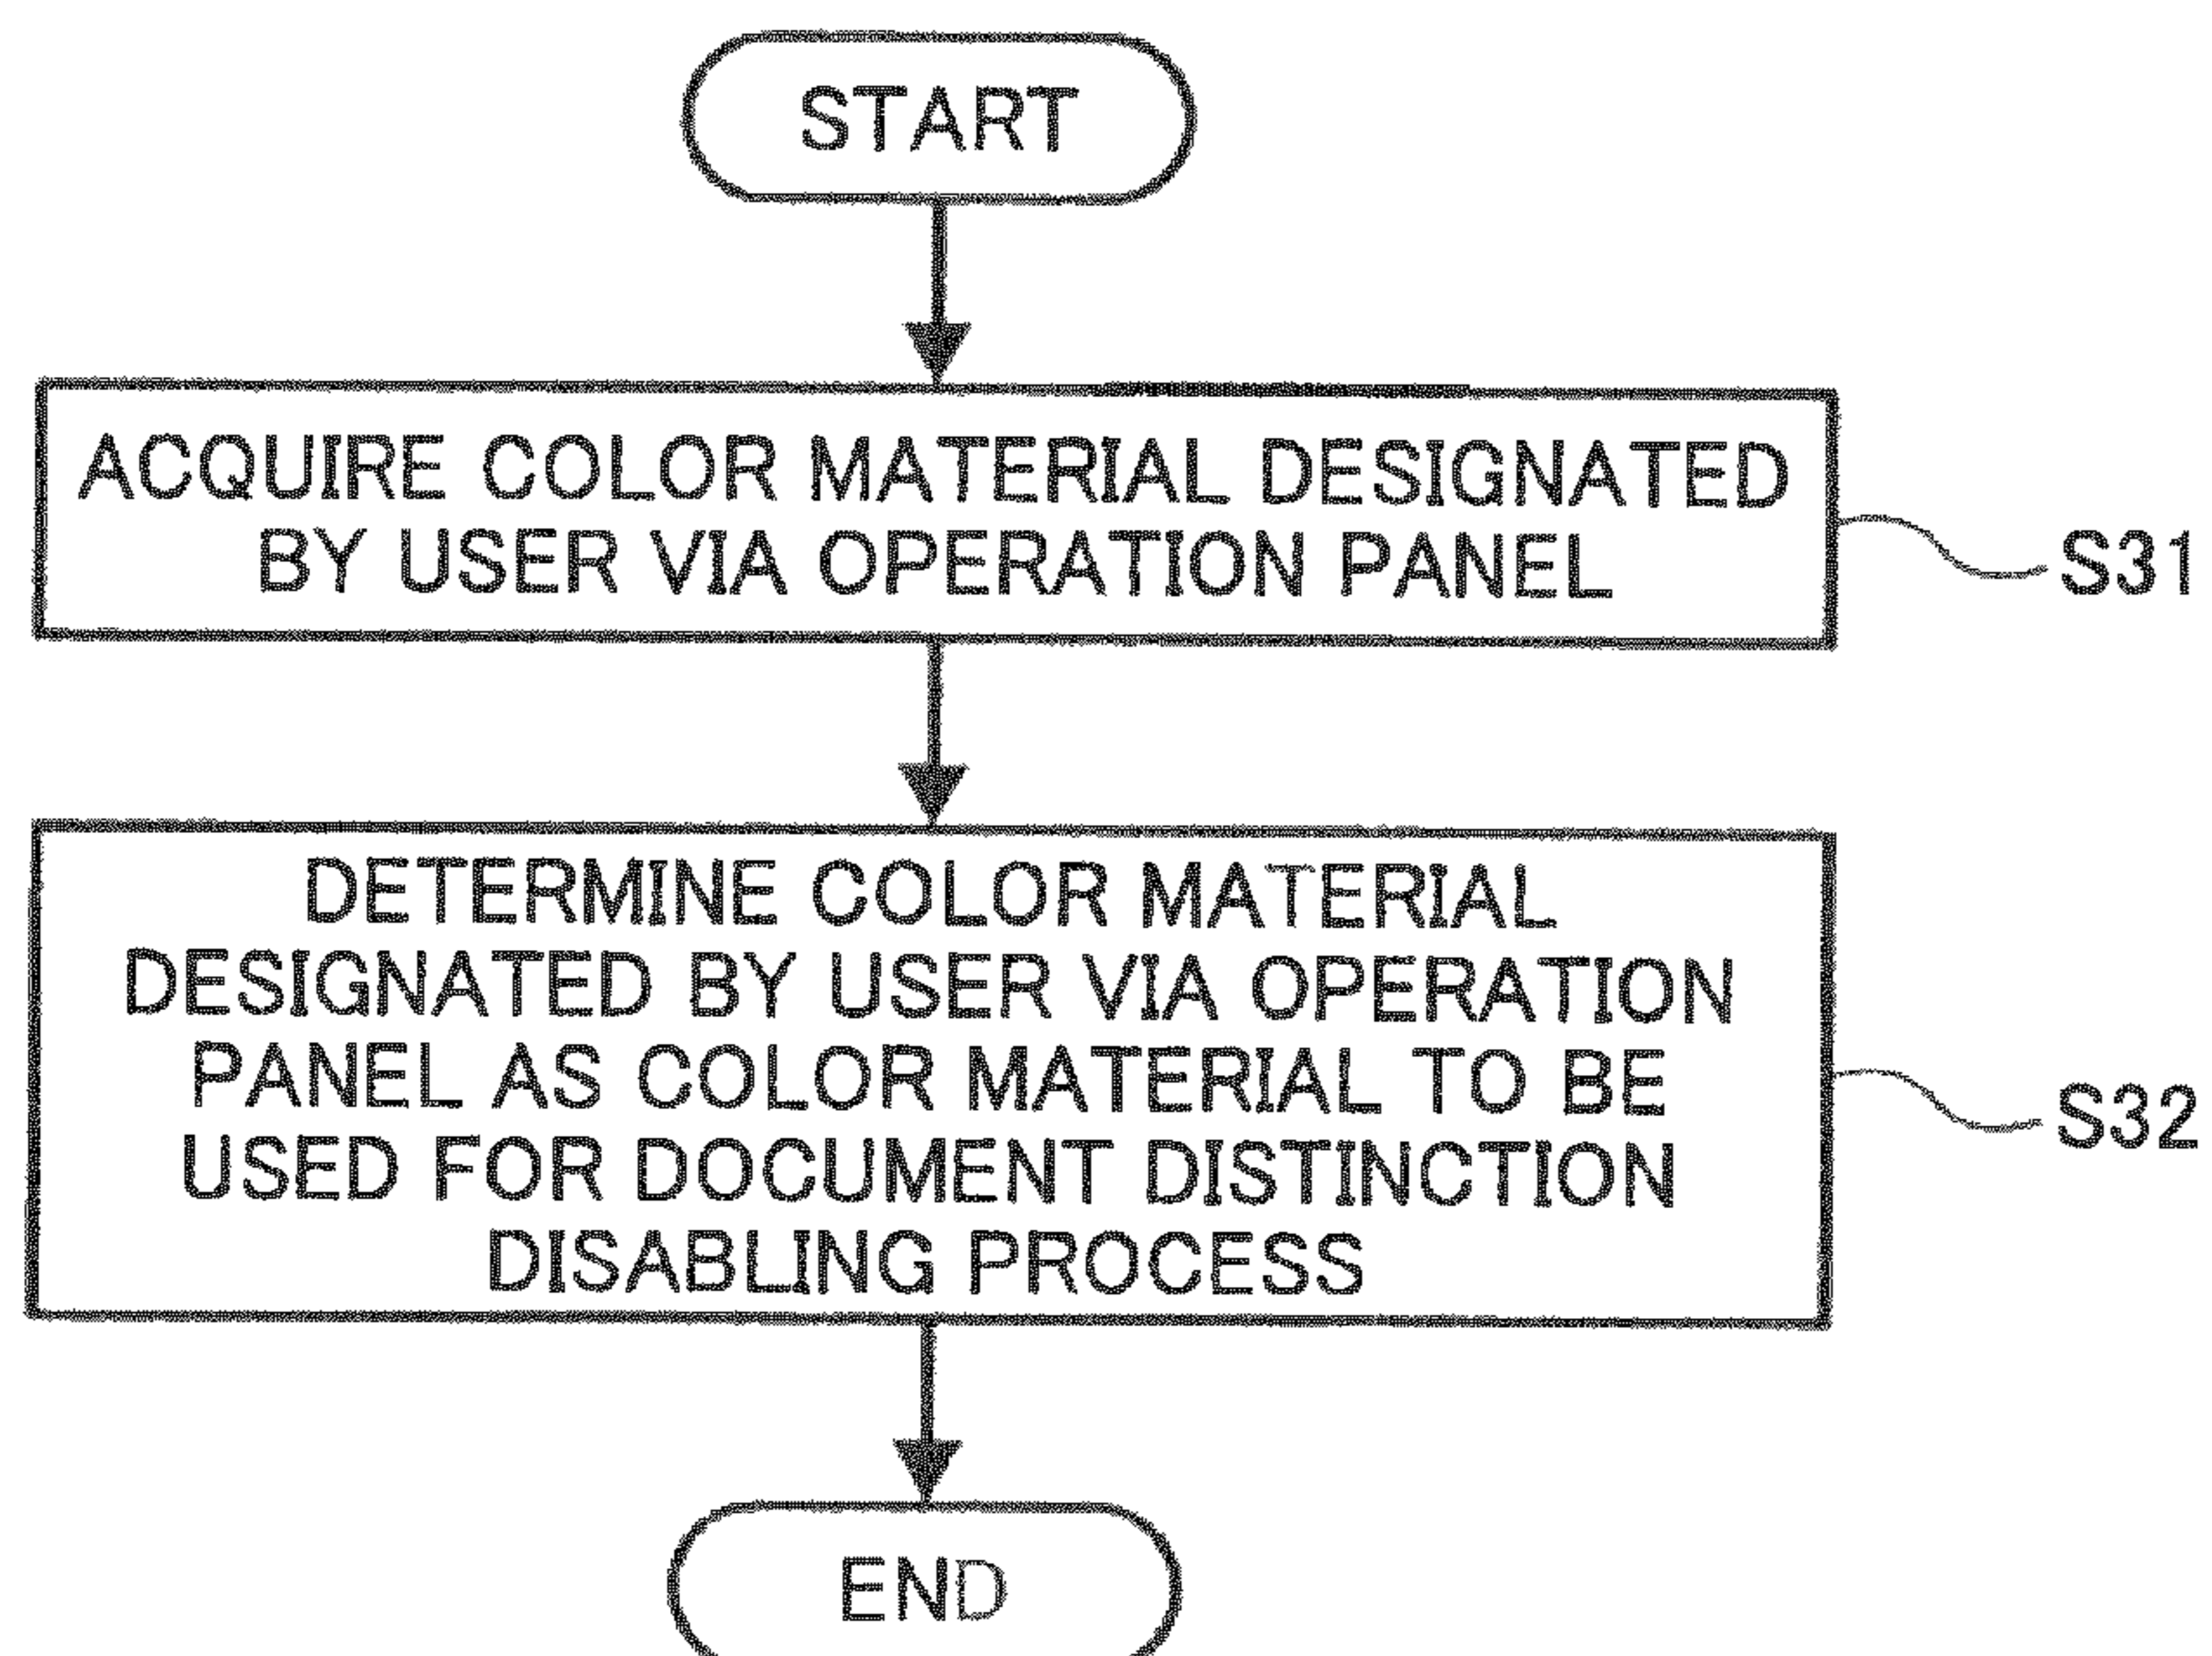 START
ACQUIRE COLOR MATERIAL DESIGNATED
BY USER VIA OPERATION PANEL
S31
DETERMINE COLOR MATERIAL
DESIGNATED BY USER VIA OPERATION
PANEL AS COLOR MATERIAL TO BE
USED FOR DOCUMENT DISTINCTION
DISABLING PROCESS
S32
END